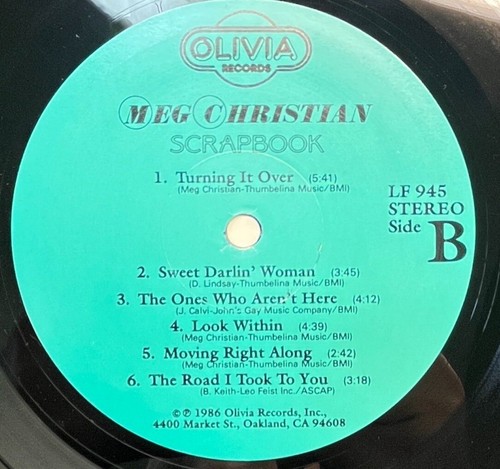 OLIVIA
RECORDS
MEG CHRISTIAN
SCRAPBOOK
1. Turning It Over (5:41)
(Meg Christian-Thumbelina Music/BMI)
LF 945
STEREO
Side B
2. Sweet Darlin' Woman (3:45)
(D. Lindsay-Thumbelina Music/BMI)
3. The Ones Who Aren't Here (4:12)
(J. Calvi-John's Gay Music Company/BMI)
4. Look Within (4:39)
(Meg Christian-Thumbelina Music/BMI)
5. Moving Right Along (2:42)
(Meg Christian-Thumbelina Music/BMI)
6. The Road I Took To You (3:18)
(B. Keith-Leo Feist Inc./ASCAP)
© ℗ 1986 Olivia Records, Inc.,
4400 Market St., Oakland, CA 94608